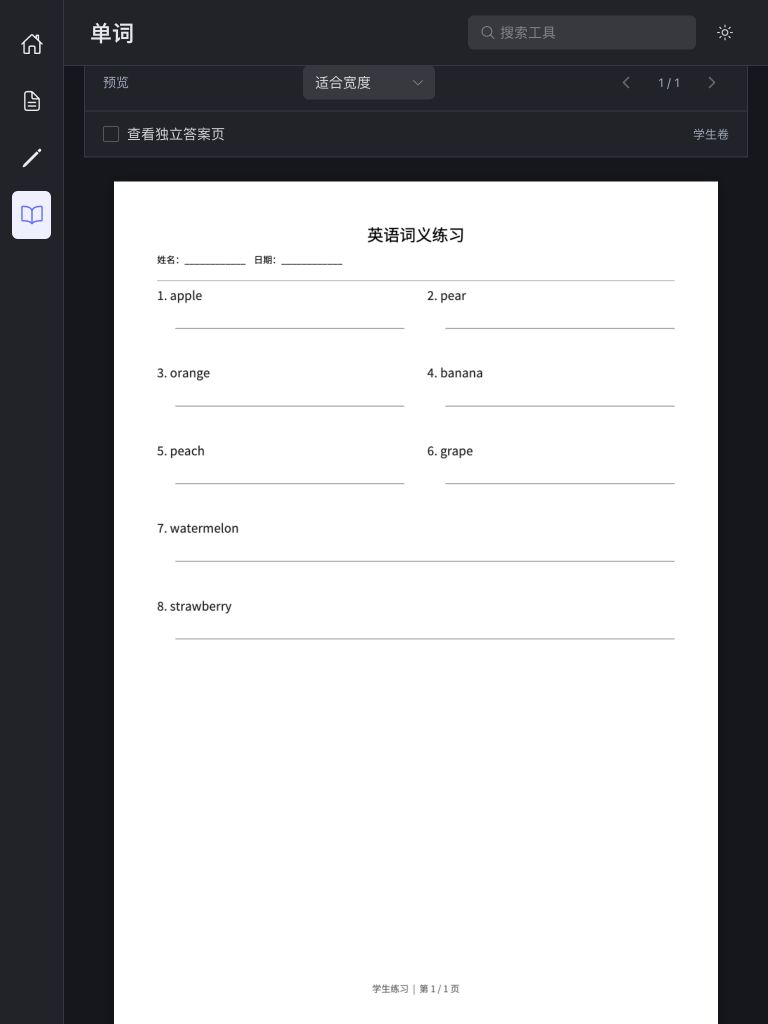 单词
搜索工具
预览
适合宽度
1 / 1
查看独立答案页
学生卷
英语词义练习
姓名：____________ 日期：____________
1. apple
2. pear
3. orange
4. banana
5. peach
6. grape
7. watermelon
8. strawberry
学生练习 | 第 1 / 1 页